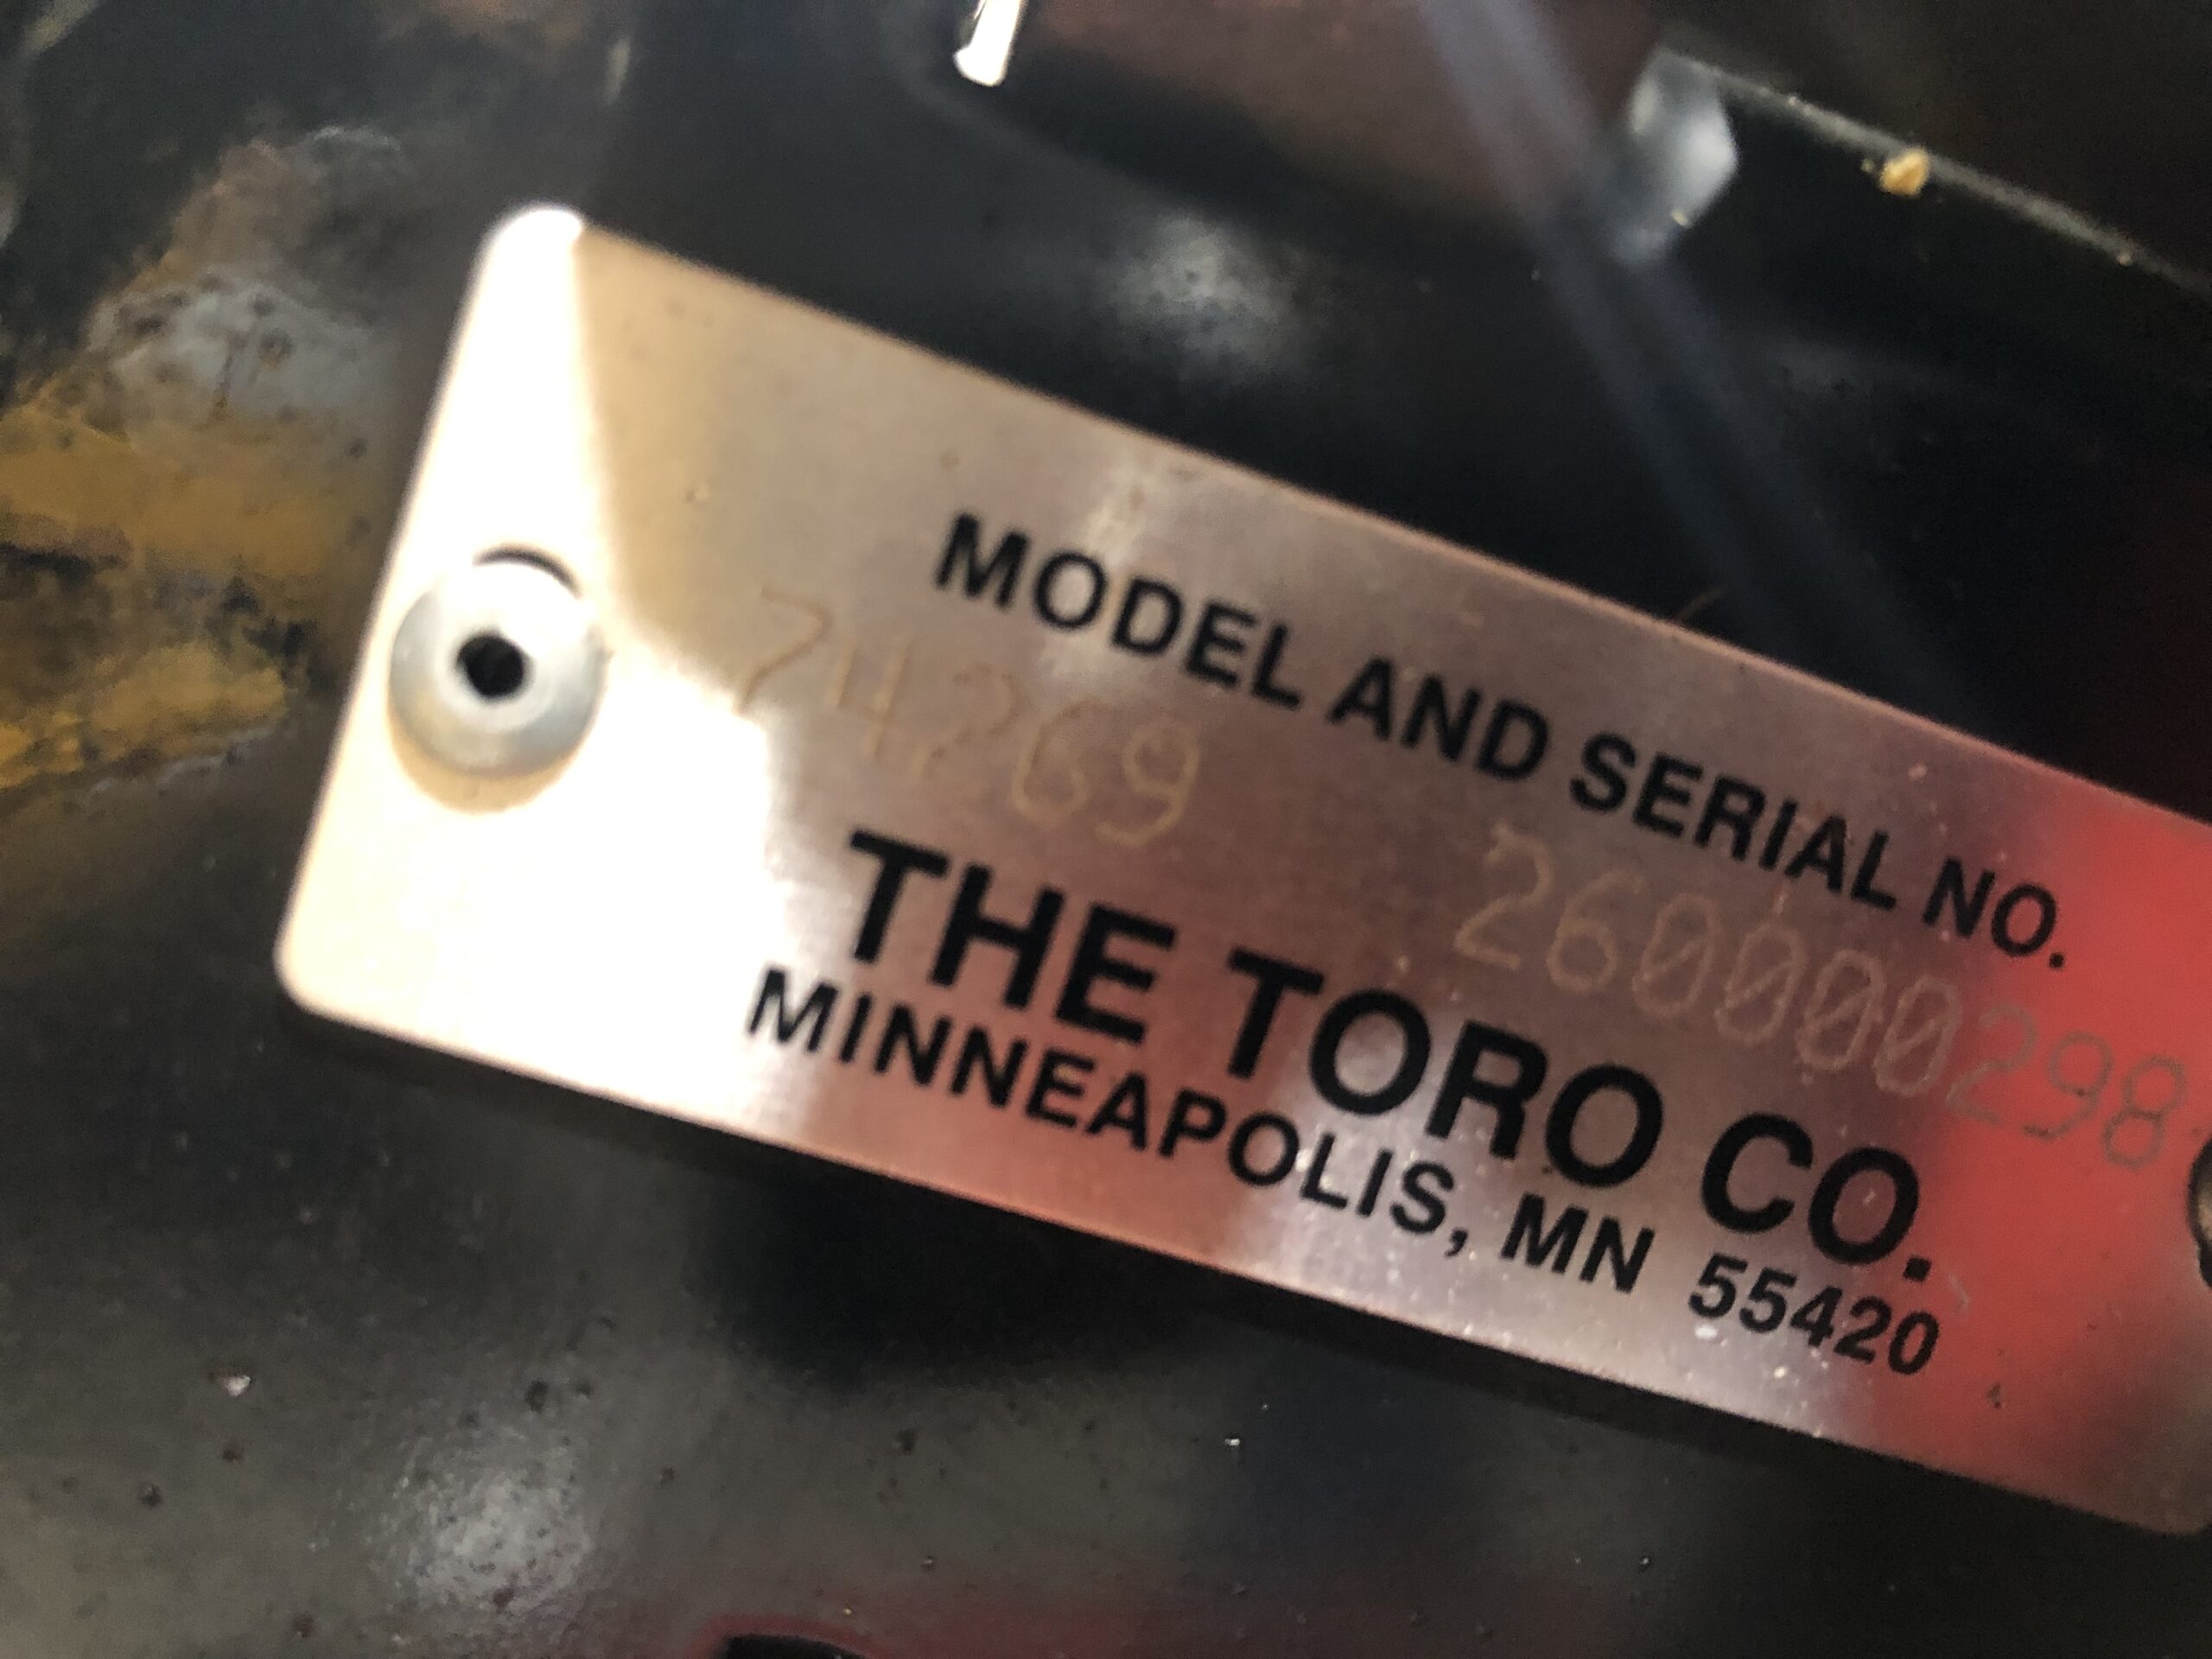 MODEL AND SERIAL NO.
74269 260000298
THE TORO CO.
MINNEAPOLIS, MN 55420